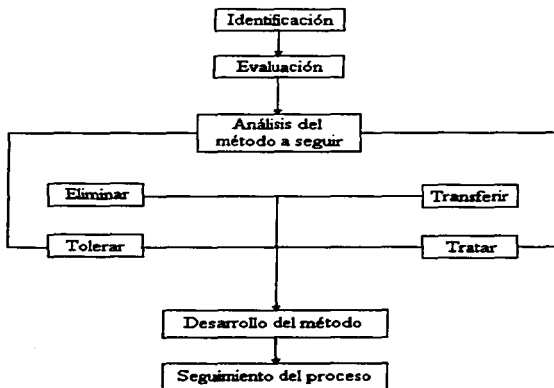 Identificación
Evaluación
Análisis del
método a seguir
Eliminar
Transferir
Tolerar
Tratar
Desarrollo del método
Seguimiento del proceso